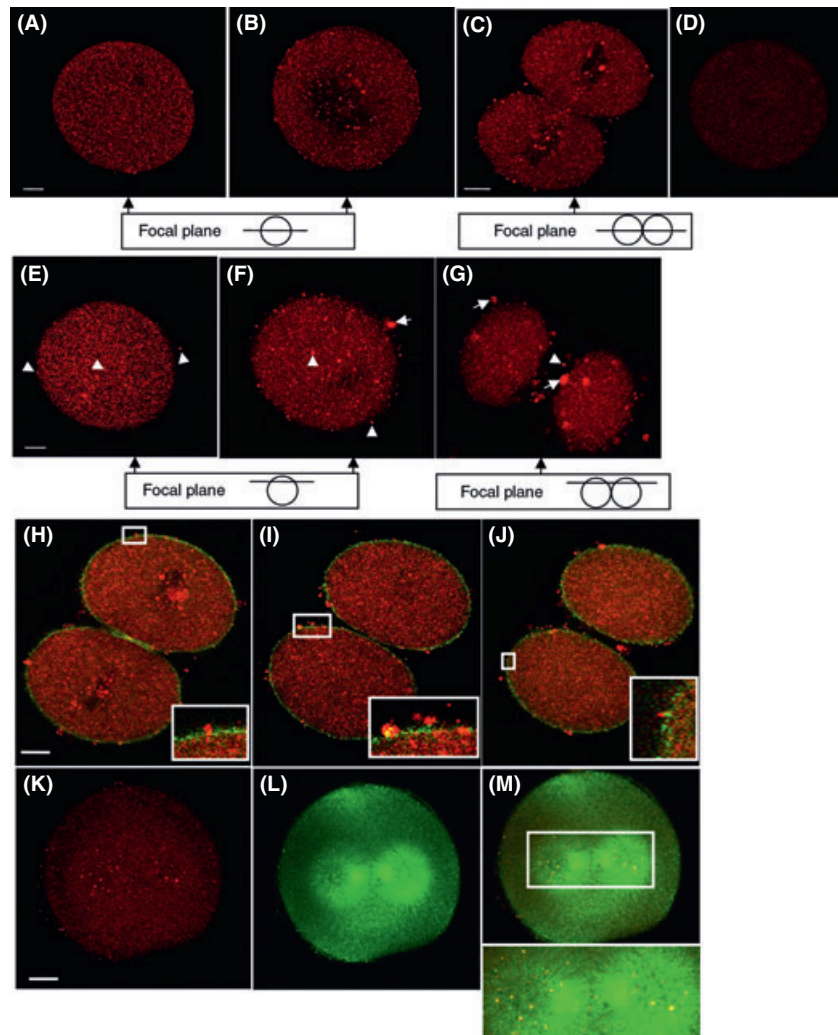 (A)
(B)
(C)
(D)
Focal plane
Focal plane
(E)
(F)
(G)
Focal plane
Focal plane
(H)
(I)
(J)
(K)
(L)
(M)